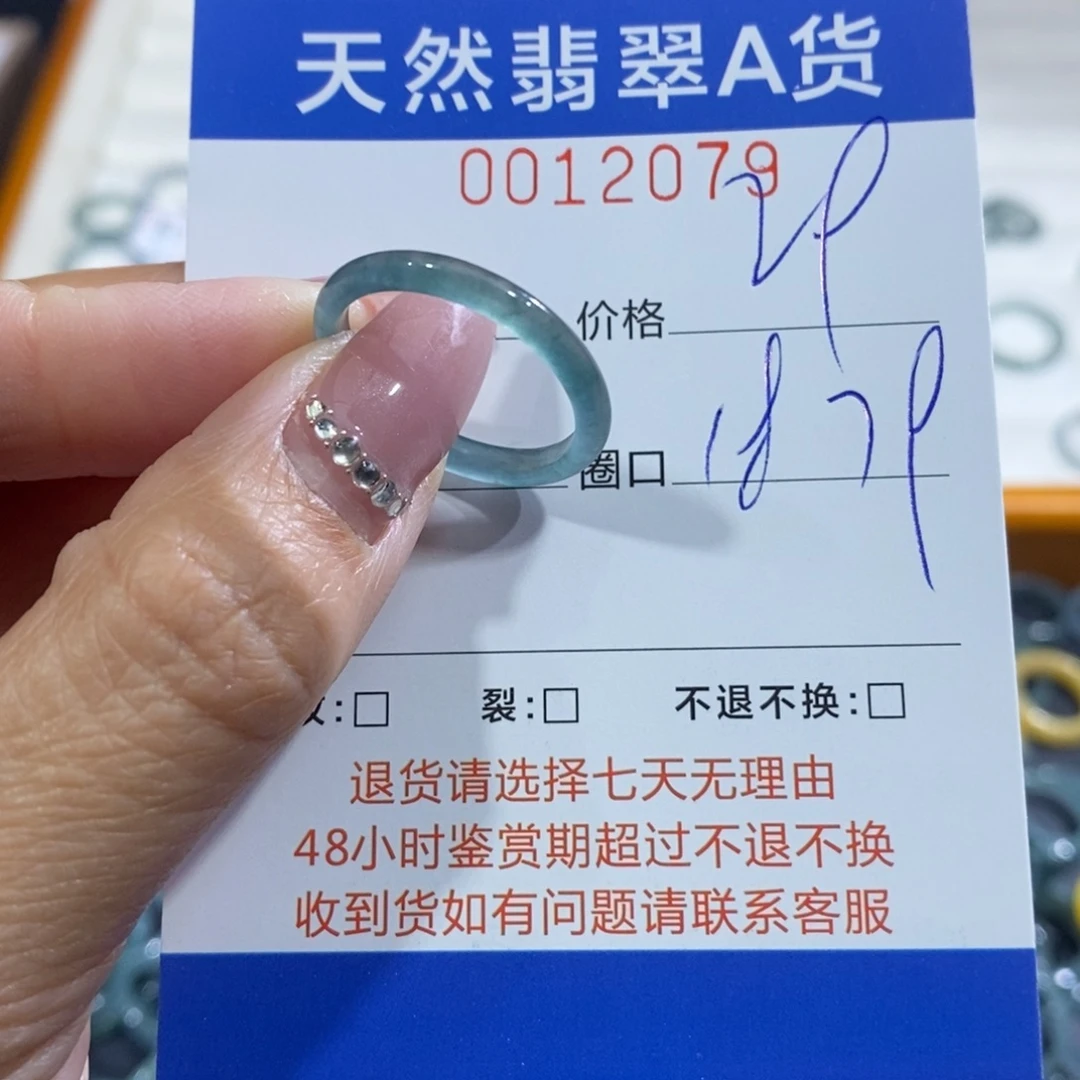 天然翡翠A货
0012079
价格
圈口 18.7
裂:□ 不退不换:□
退货请选择七天无理由
48小时鉴赏期超过不退不换
收到货如有问题请联系客服